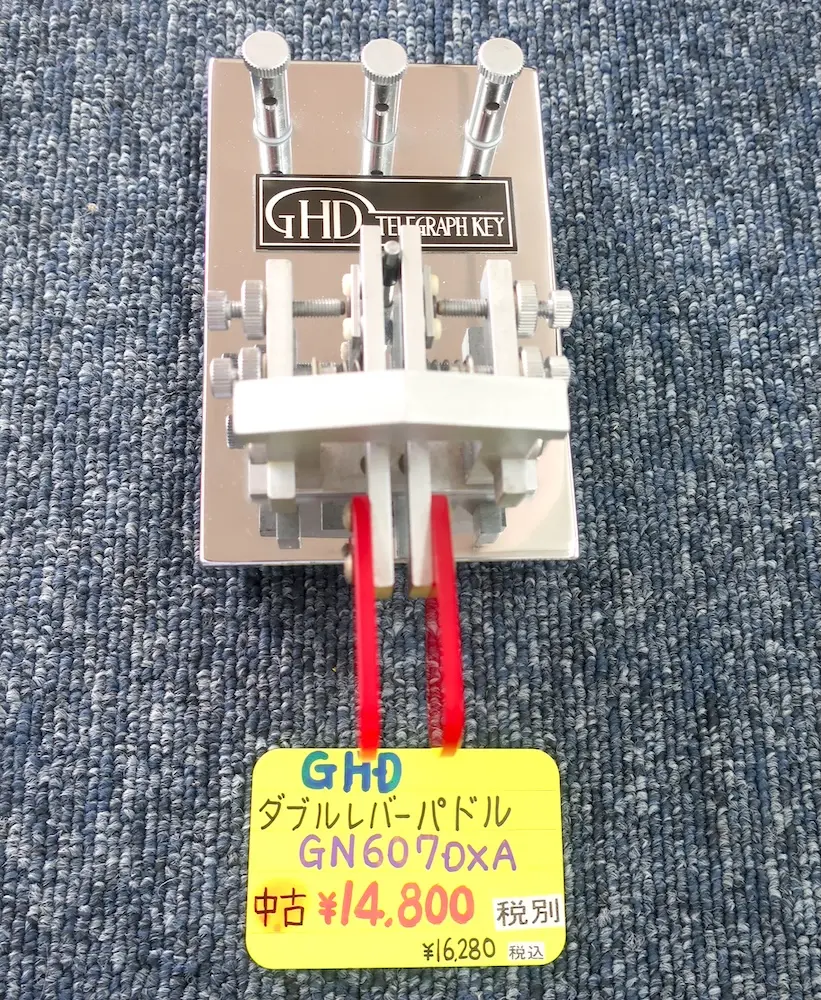 GHD TELEGRAPH KEY
GHD
ダブルレバーパドル
GN607DXA
中古 ¥14,800 税別
¥16,280 税込